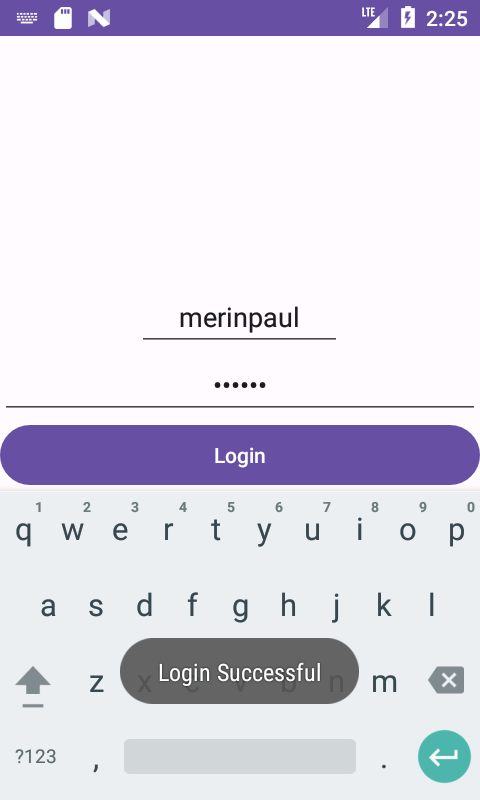 LTE 2:25
merinpaul
••••••
Login
1 2 3 4 5 6 7 8 9 0
q w e r t y u i o p
a s d f g h j k l
z x c v b n m
Login Successful
?123 , .